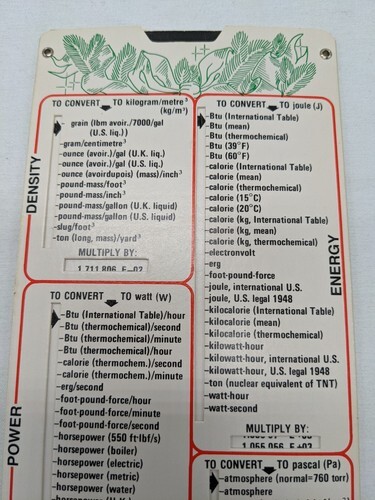 DENSITY
TO CONVERT TO kilogram/metre³
(kg/m³)
grain (lbm avoir./7000/gal
(U.S. liq.))
gram/centimetre³
ounce (avoir.)/gal (U.K. liq.)
ounce (avoir.)/gal (U.S. liq.)
ounce (avoirdupois) (mass)/inch³
pound-mass/foot³
pound-mass/inch³
pound-mass/gallon (U.K. liquid)
pound-mass/gallon (U.S. liquid)
slug/foot³
ton (long, mass)/yard³
MULTIPLY BY:
1.711 806 E-02
POWER
TO CONVERT TO watt (W)
Btu (International Table)/hour
Btu (thermochemical)/second
Btu (thermochemical)/minute
Btu (thermochemical)/hour
calorie (thermochem.)/second
calorie (thermochem.)/minute
erg/second
foot-pound-force/hour
foot-pound-force/minute
foot-pound-force/second
horsepower (550 ft·lbf/s)
horsepower (boiler)
horsepower (electric)
horsepower (metric)
horsepower (water)
ENERGY
TO CONVERT TO joule (J)
Btu (International Table)
Btu (mean)
Btu (thermochemical)
Btu (39°F)
Btu (60°F)
calorie (International Table)
calorie (mean)
calorie (thermochemical)
calorie (15°C)
calorie (20°C)
calorie (kg, International Table)
calorie (kg, mean)
calorie (kg, thermochemical)
electronvolt
erg
foot-pound-force
joule, international U.S.
joule, U.S. legal 1948
kilocalorie (International Table)
kilocalorie (mean)
kilocalorie (thermochemical)
kilowatt-hour
kilowatt-hour, international U.S.
kilowatt-hour, U.S. legal 1948
ton (nuclear equivalent of TNT)
watt-hour
watt-second
MULTIPLY BY:
1.055 056 E+03
TO CONVERT TO pascal (Pa)
atmosphere (normal=760 torr)